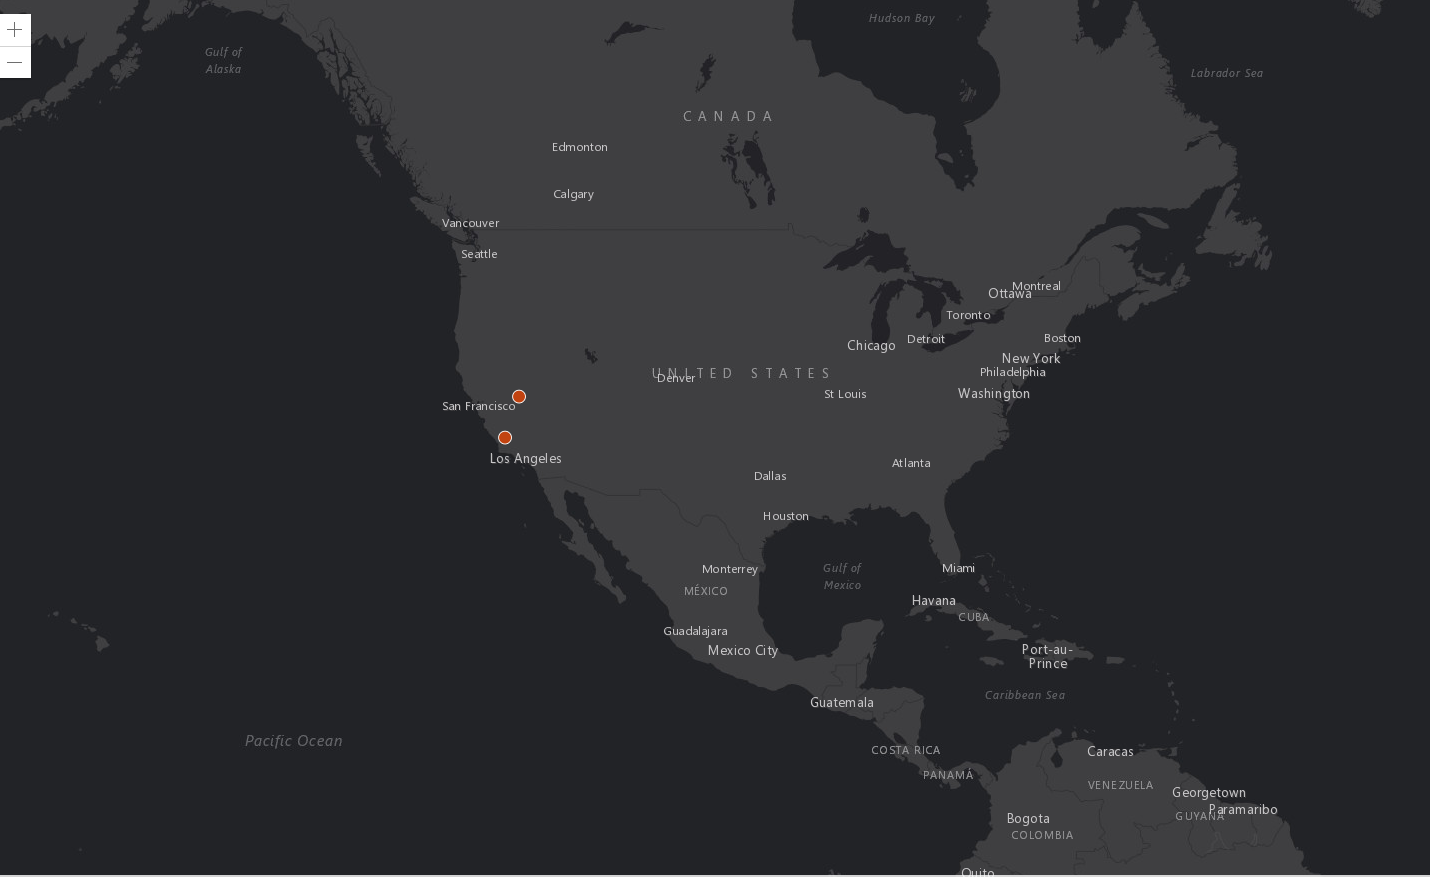 Hudson Bay
Gulf of
Alaska
Labrador Sea
CANADA
Edmonton
Calgary
Vancouver
Seattle
Montreal
Ottawa
Toronto
Boston
Detroit
Chicago
New York
Philadelphia
UNITED STATES
Denver
St Louis
Washington
San Francisco
Los Angeles
Atlanta
Dallas
Houston
Monterrey
Gulf of
Mexico
Miami
MÉXICO
Havana
CUBA
Guadalajara
Mexico City
Port-au-
Prince
Caribbean Sea
Guatemala
Pacific Ocean
COSTA RICA
Caracas
PANAMÁ
VENEZUELA
Georgetown
Paramaribo
GUYANA
Bogota
COLOMBIA
Quito